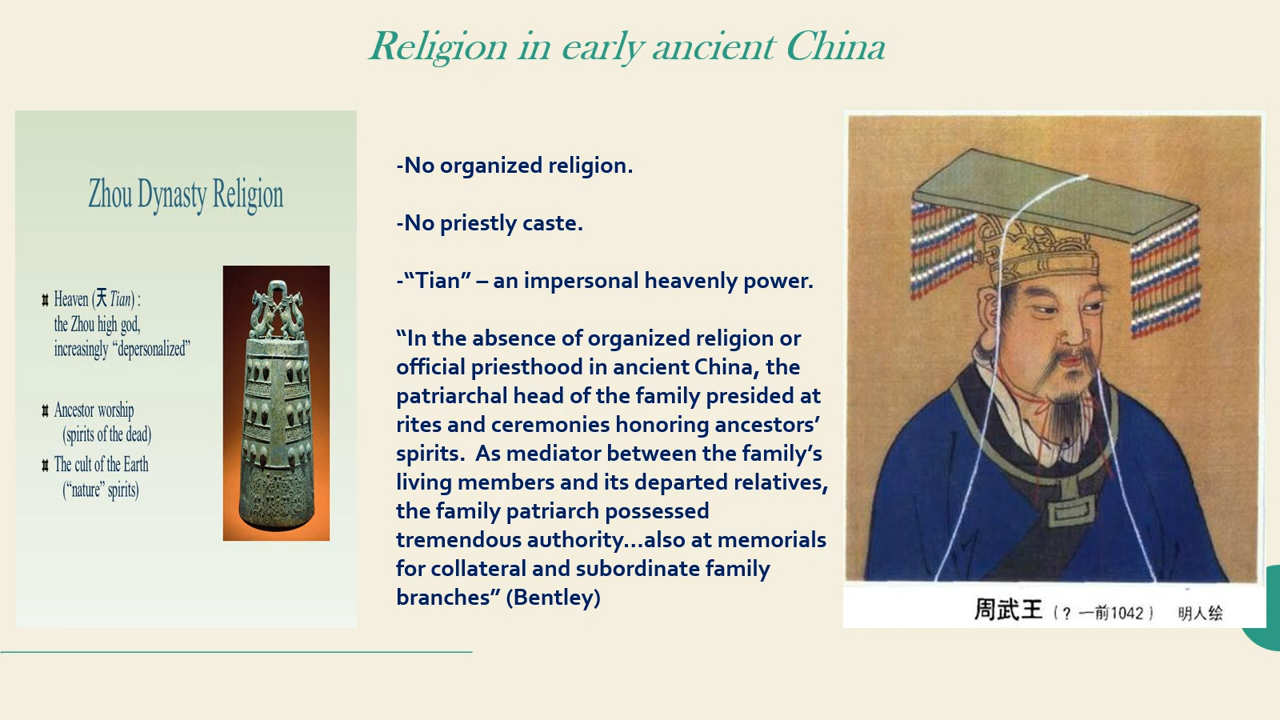 Religion in early ancient China
Zhou Dynasty Religion
Heaven (天 Tian) :
the Zhou high god,
increasingly “depersonalized”
Ancestor worship
(spirits of the dead)
The cult of the Earth
(“nature” spirits)
-No organized religion.
-No priestly caste.
-“Tian” – an impersonal heavenly power.
“In the absence of organized religion or
official priesthood in ancient China, the
patriarchal head of the family presided at
rites and ceremonies honoring ancestors’
spirits. As mediator between the family’s
living members and its departed relatives,
the family patriarch possessed
tremendous authority…also at memorials
for collateral and subordinate family
branches” (Bentley)
周武王 (? 一前1042) 明人绘